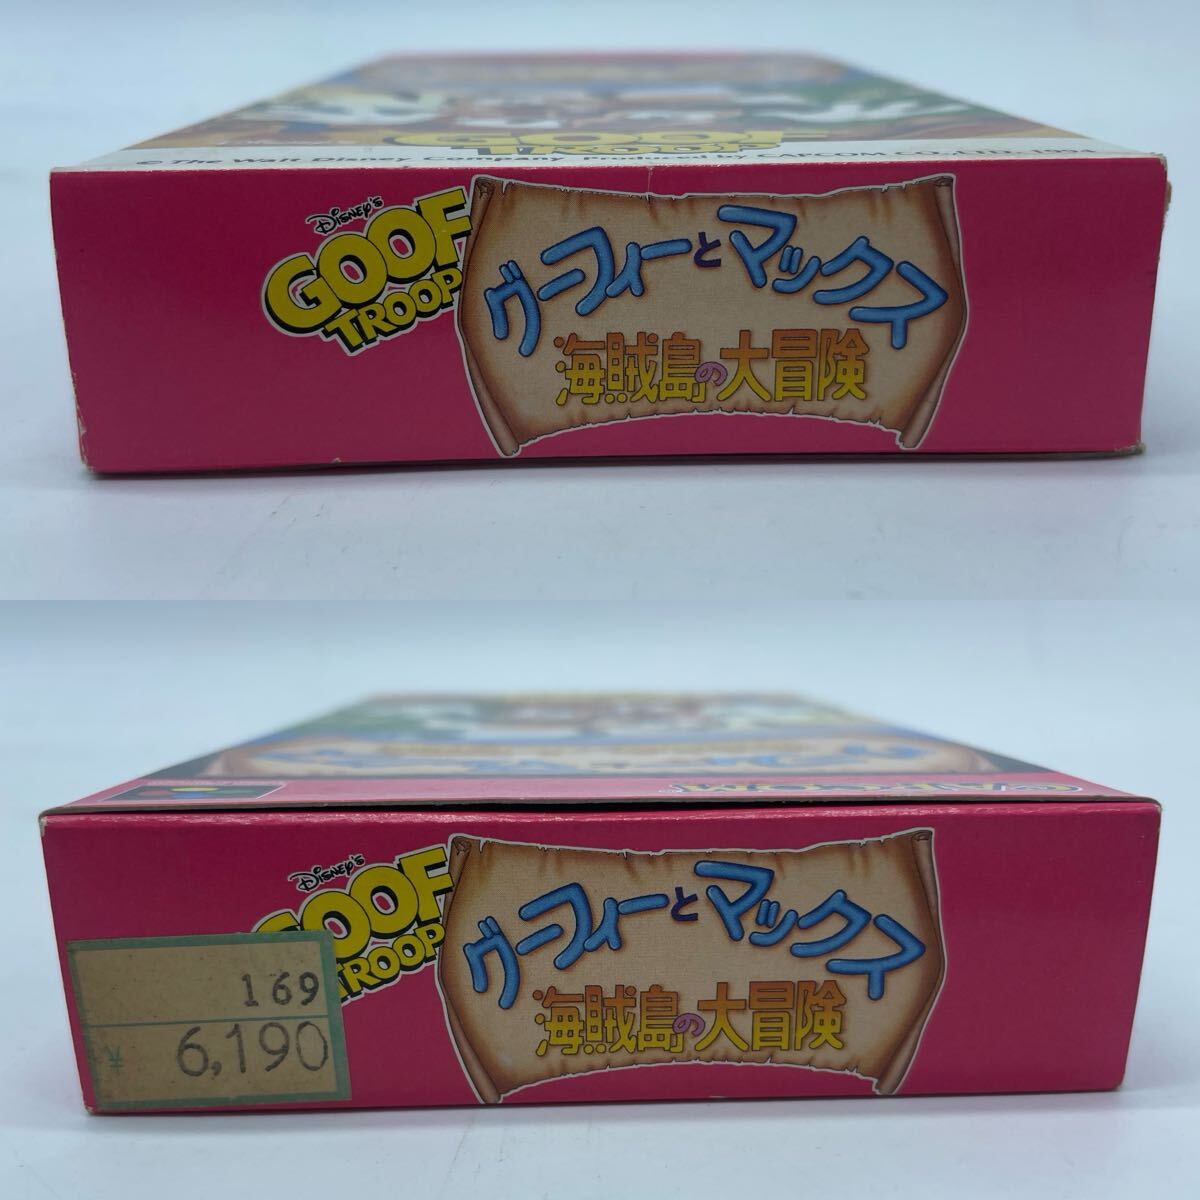 GOOF
TROOP
©The Walt Disney Company Produced by CAPCOM CO.,LTD. 1994
DISNEY'S
GOOF
TROOP
グーフィーとマックス
海賊島の大冒険
CAPCOM
DISNEY'S
GOOF
TROOP
グーフィーとマックス
海賊島の大冒険
169
¥ 6,190